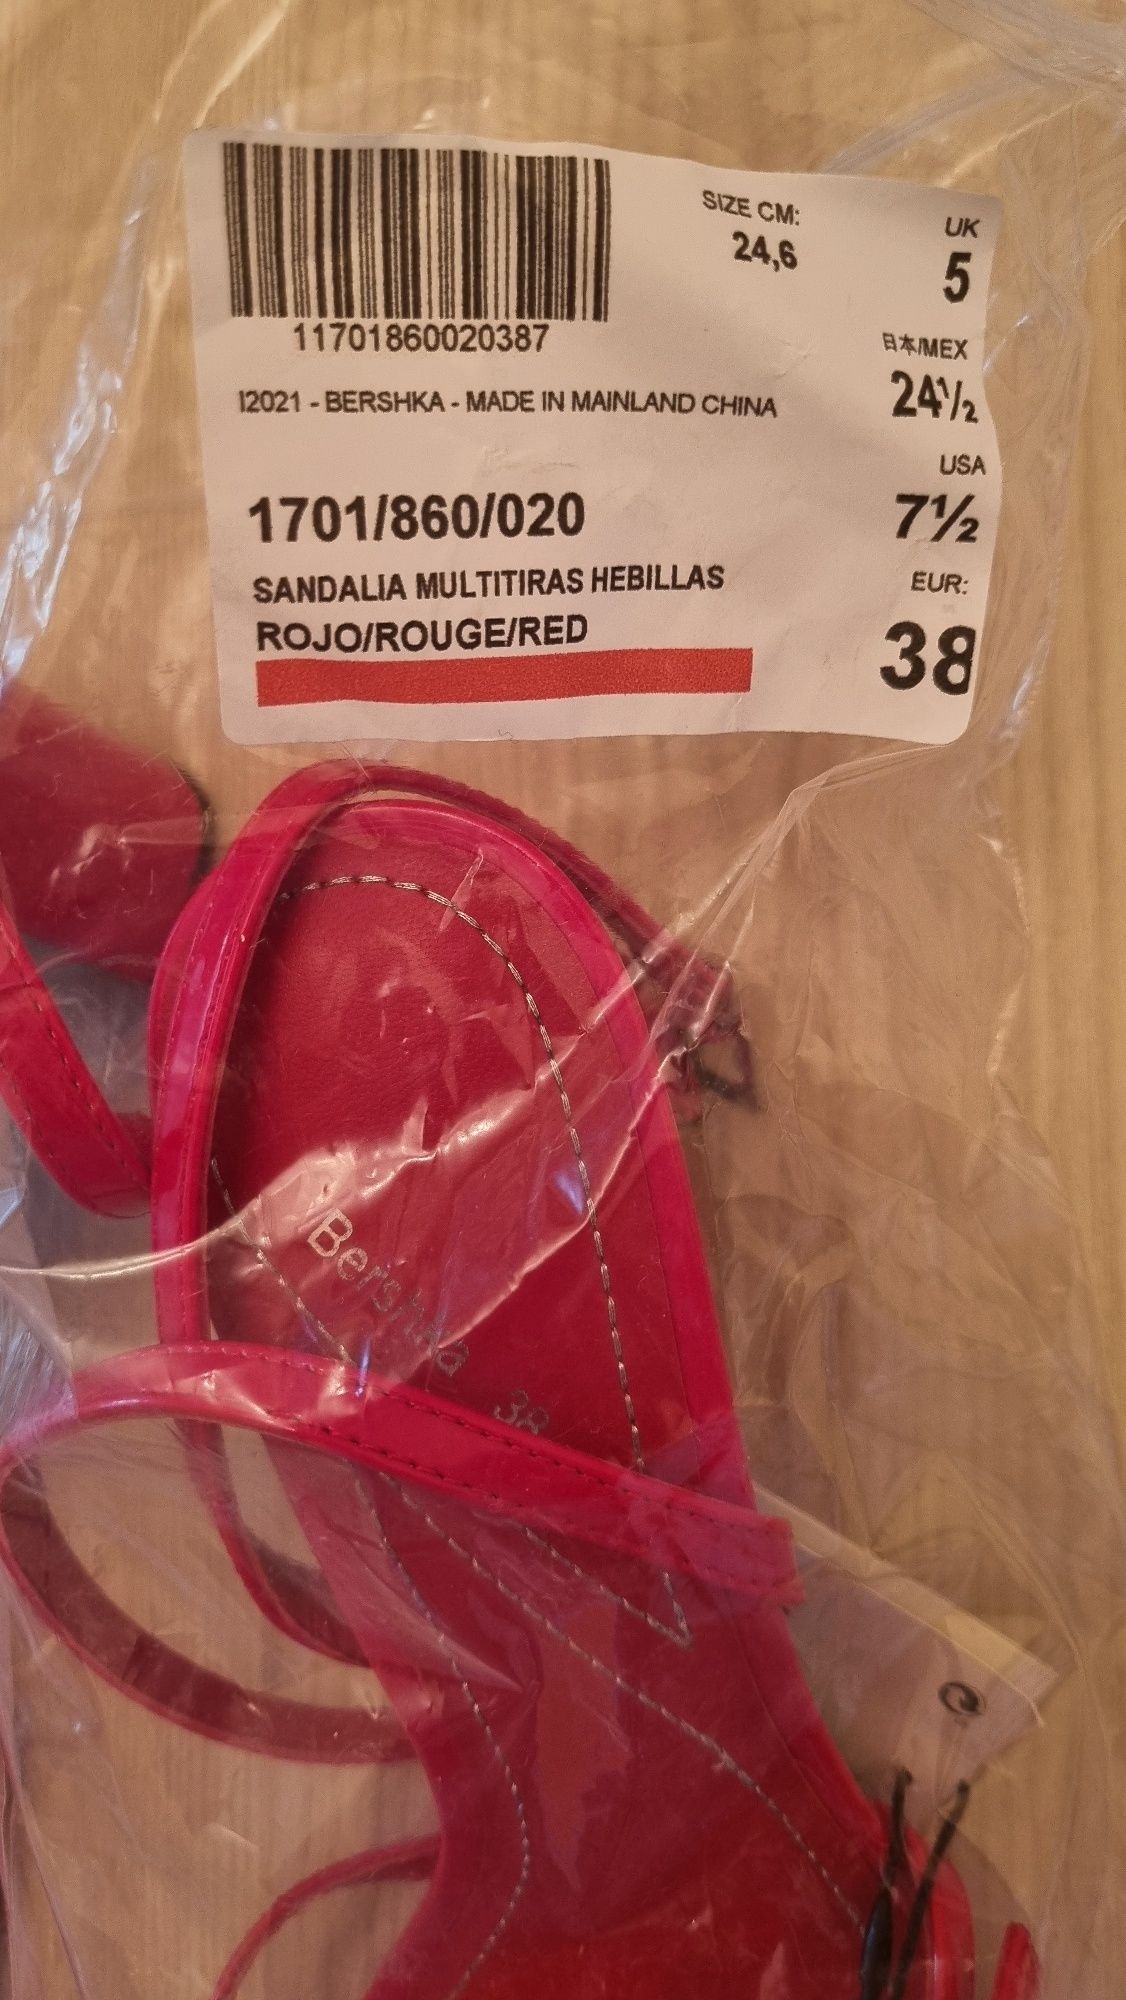 SIZE CM:
24,6
UK
5
11701860020387
日本/MEX
24½
I2021 - BERSHKA - MADE IN MAINLAND CHINA
USA
7½
1701/860/020
SANDALIA MULTITIRAS HEBILLAS
ROJO/ROUGE/RED
EUR:
38
Bershka
38